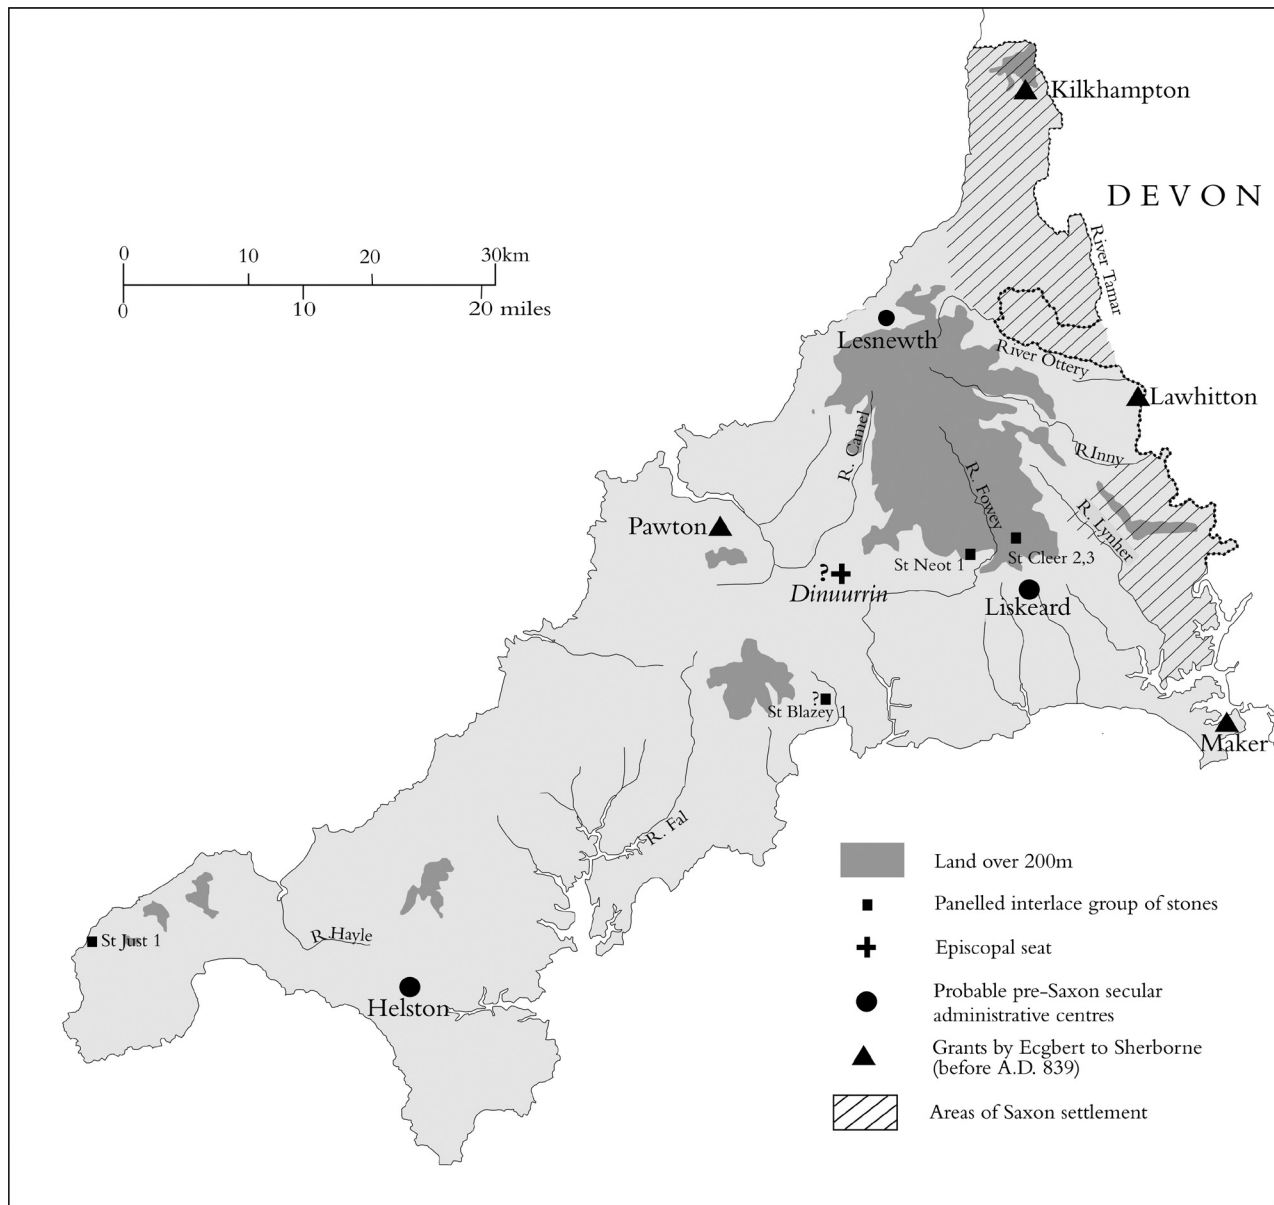 Kilkhampton
DEVON
River Tamar
0 10 20 30km
0 10 20 miles
Lesnewth
River Ottery
Lawhitton
R. Camel
R.Inny
R. Fowey
R. Lynher
Pawton
St Neot 1
St Cleer 2,3
?
Dinuurrin
Liskeard
?
St Blazey 1
Maker
R. Fal
St Just 1
R.Hayle
Helston
Land over 200m
Panelled interlace group of stones
Episcopal seat
Probable pre-Saxon secular
administrative centres
Grants by Ecgbert to Sherborne
(before A.D. 839)
Areas of Saxon settlement